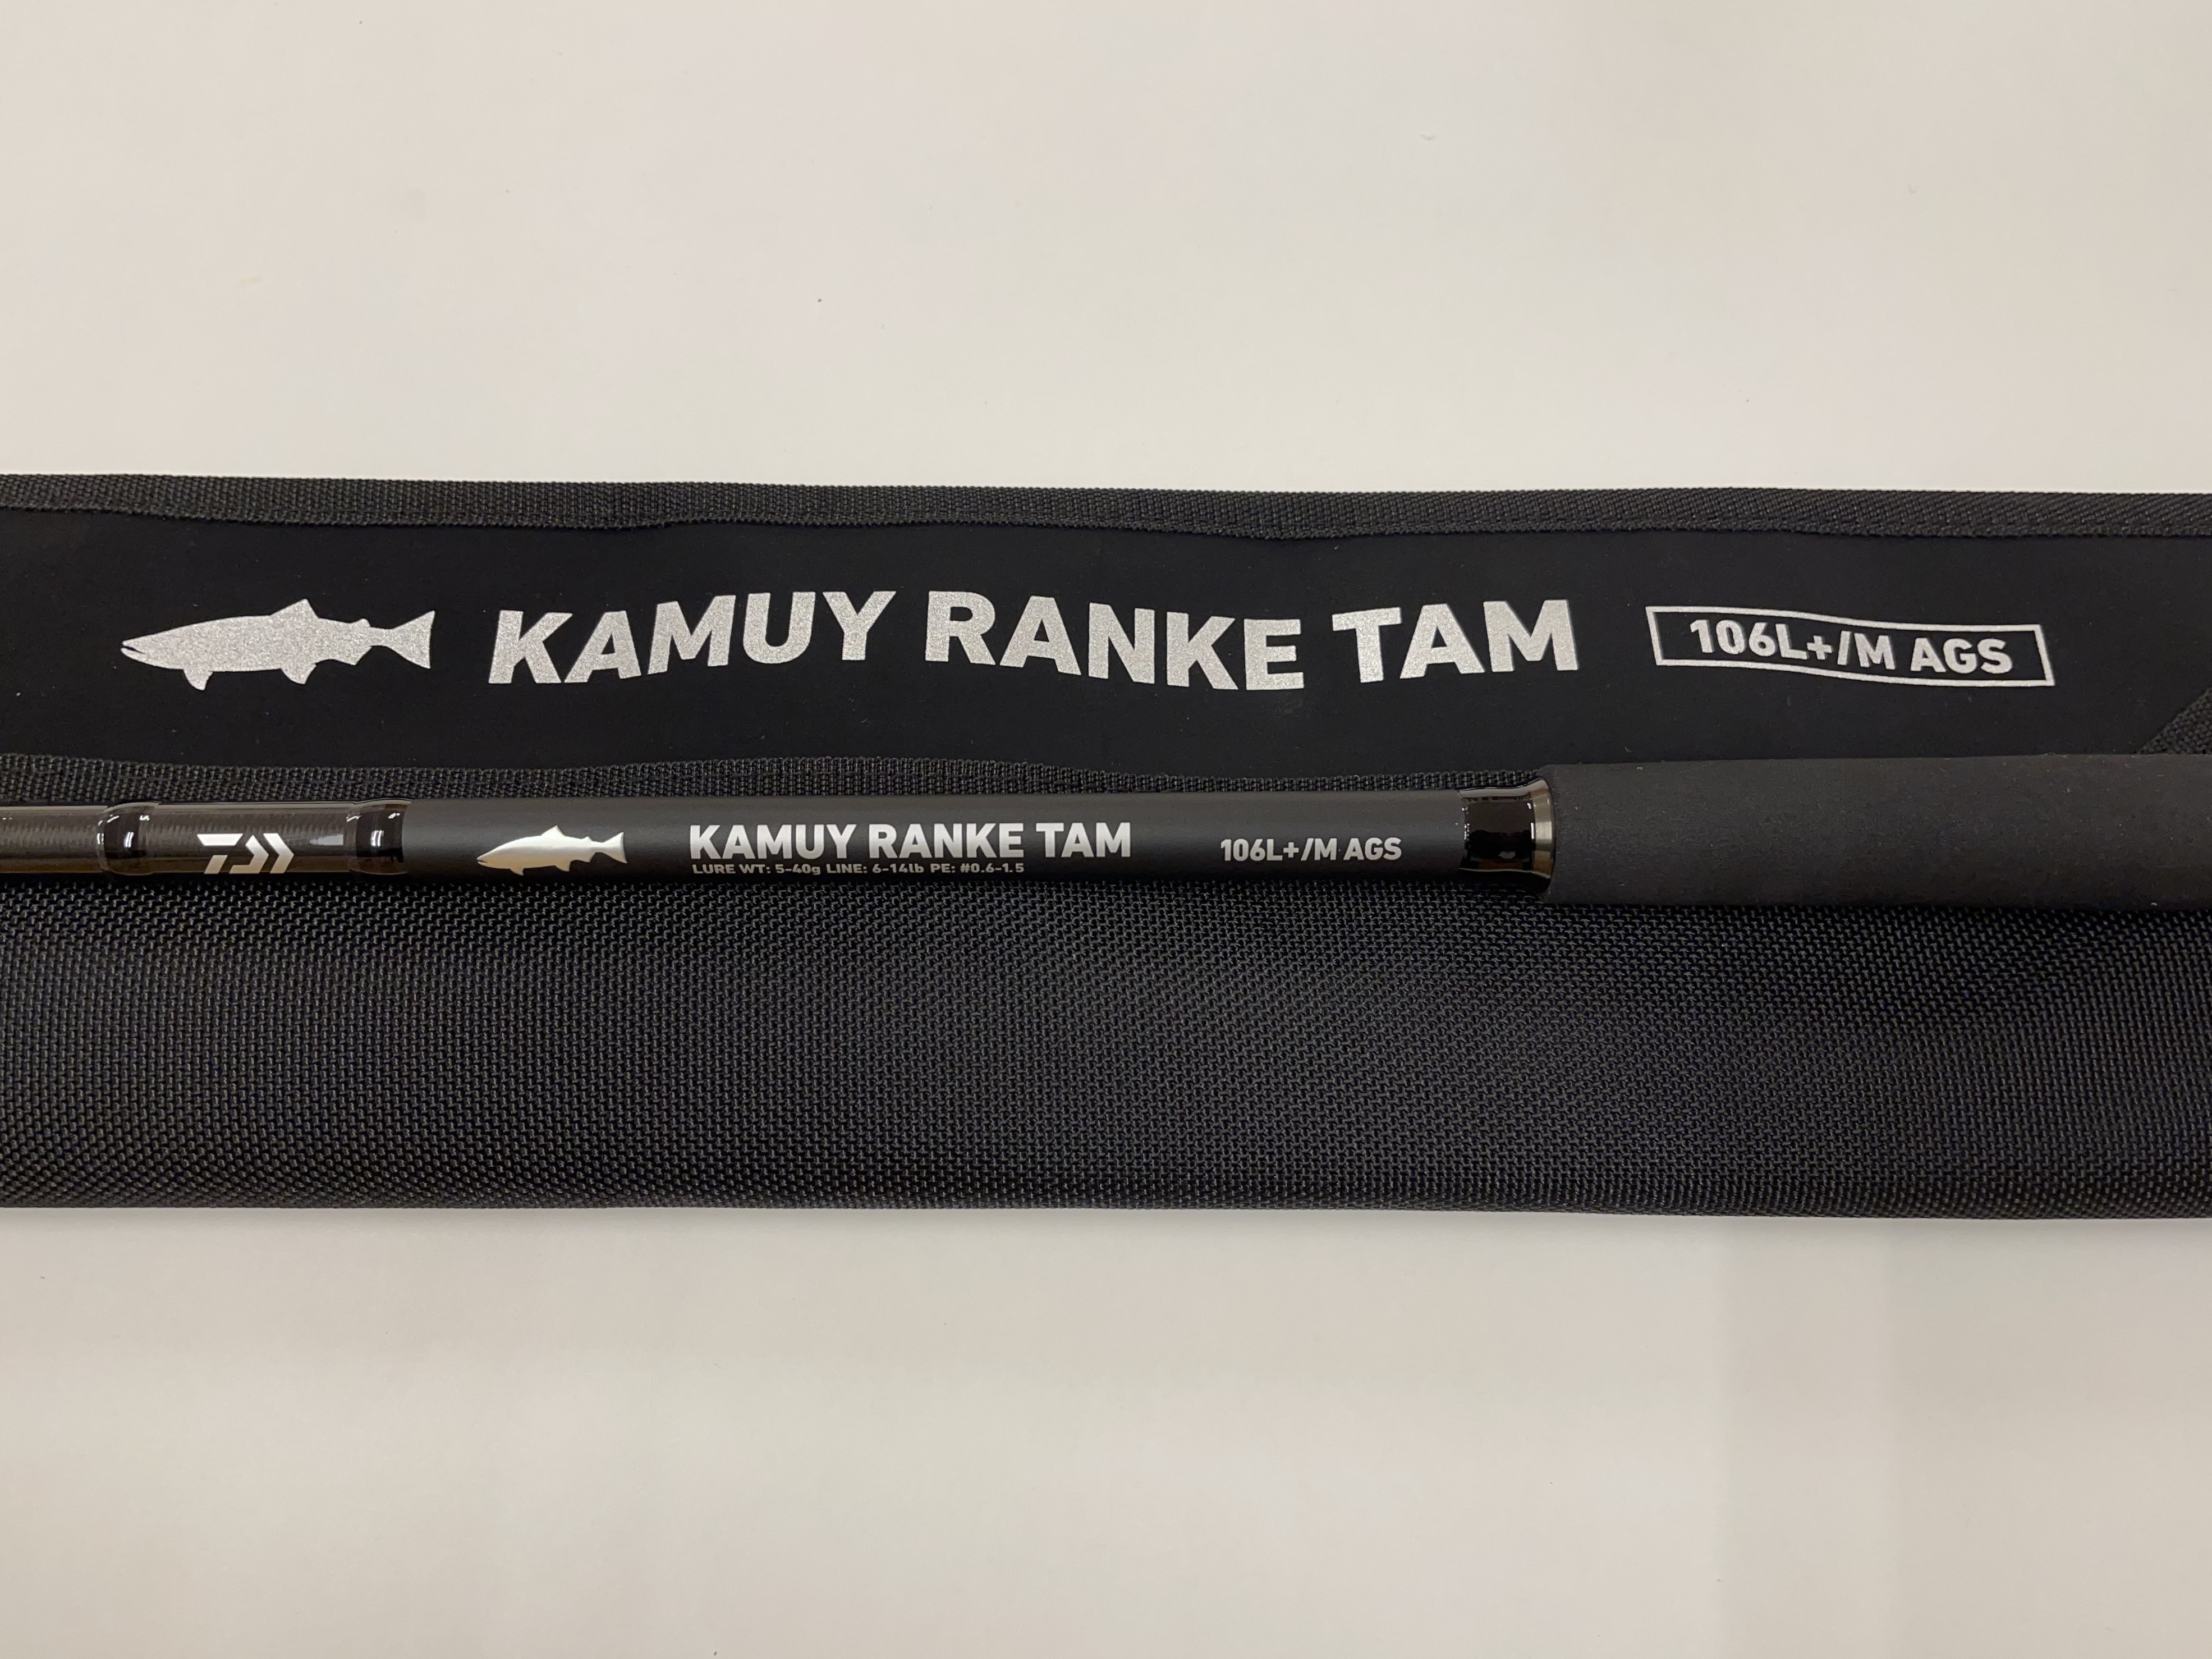 KAMUY RANKE TAM 106L+/M AGS
KAMUY RANKE TAM 106L+/M AGS
LURE WT: 5-40g LINE: 6-14lb PE: #0.6-1.5